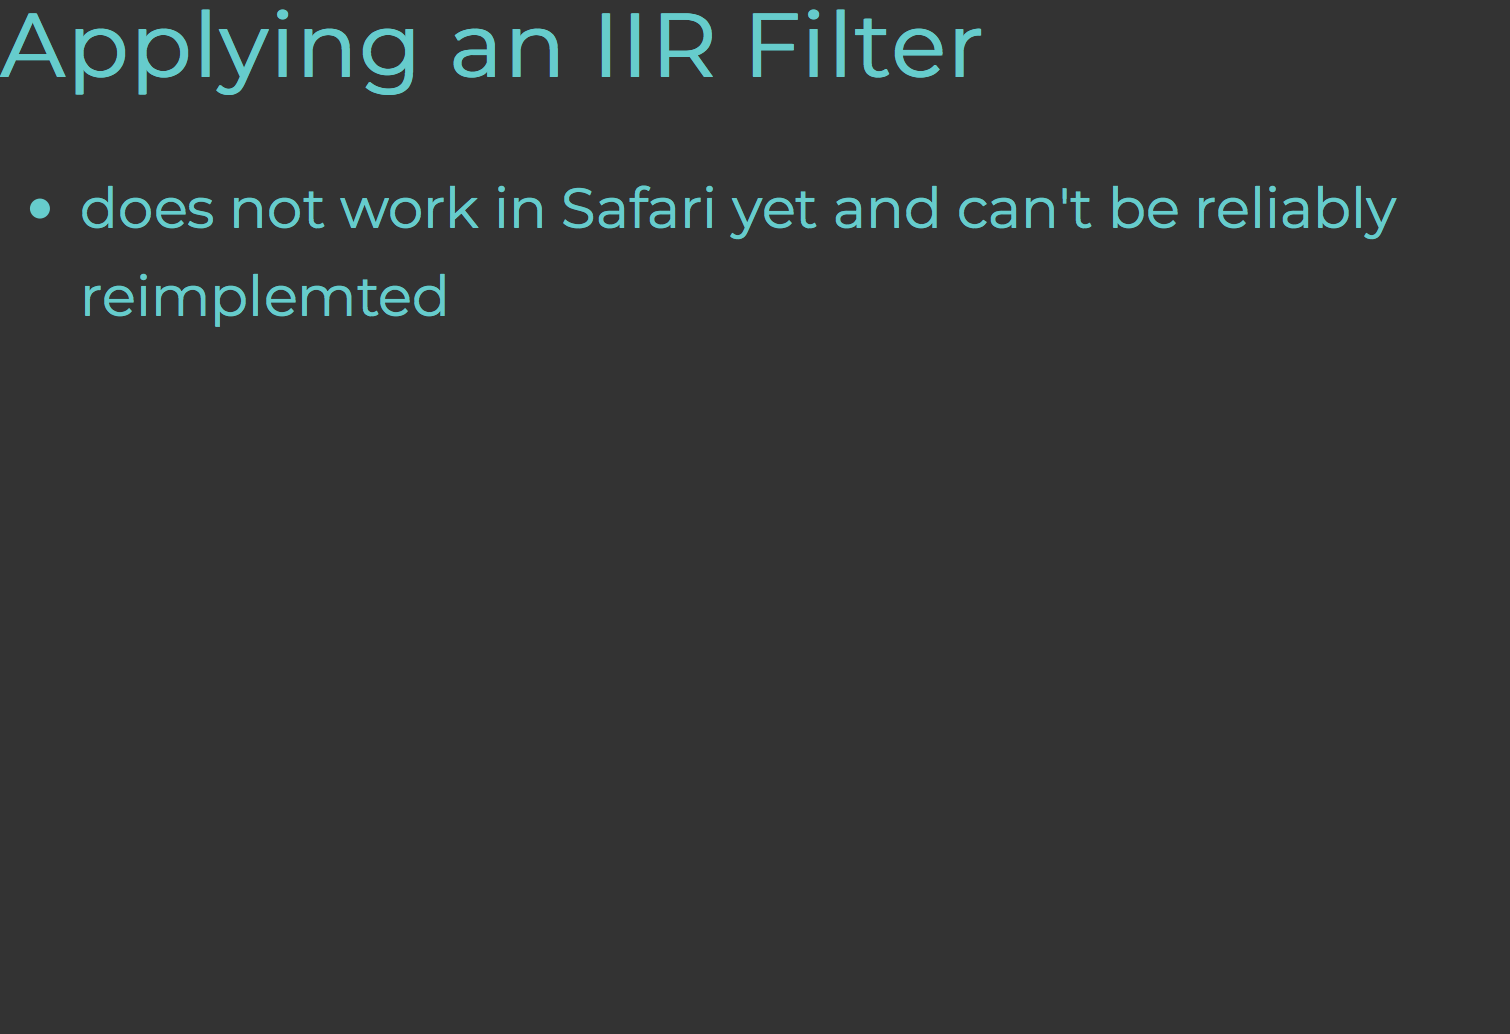 Applying an IIR Filter
• does not work in Safari yet and can't be reliably
reimplemted